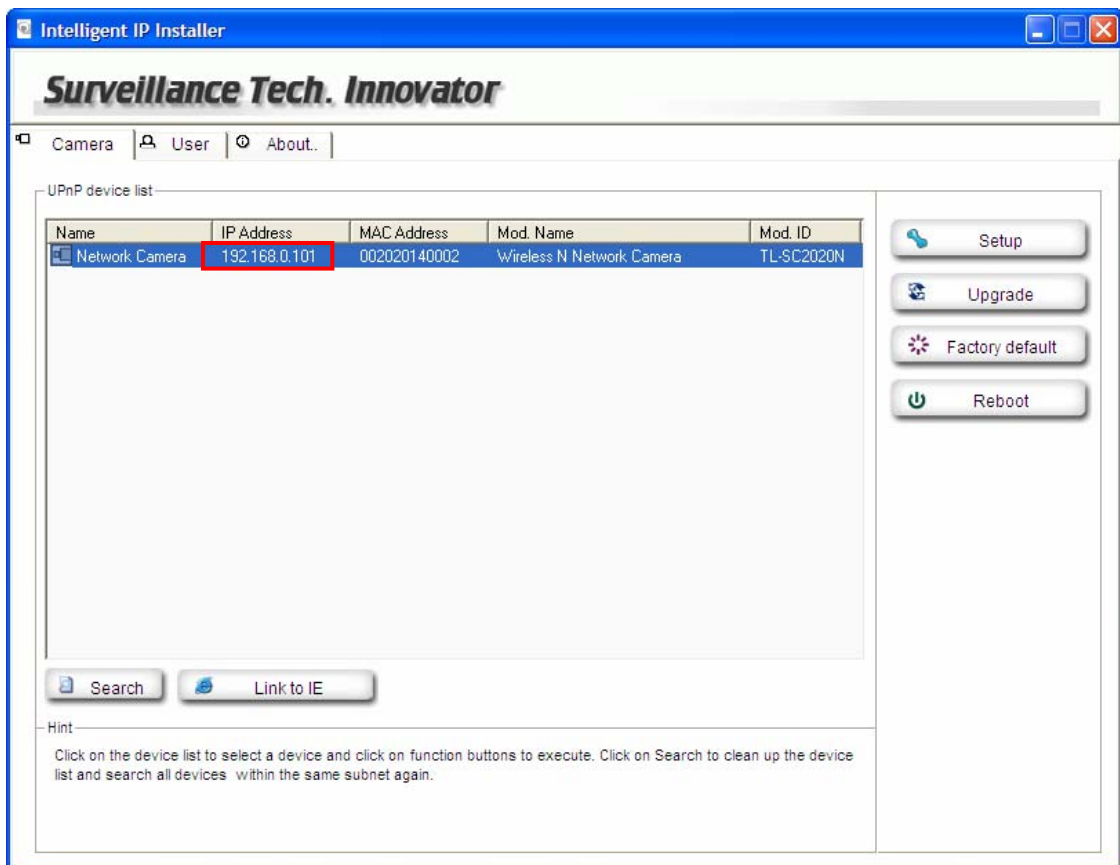 Intelligent IP Installer
Surveillance Tech. Innovator
Camera User About..
UPnP device list
Name IP Address MAC Address Mod. Name Mod. ID
Network Camera 192.168.0.101 002020140002 Wireless N Network Camera TL-SC2020N
Setup
Upgrade
Factory default
Reboot
Search Link to IE
Hint
Click on the device list to select a device and click on function buttons to execute. Click on Search to clean up the device
list and search all devices within the same subnet again.